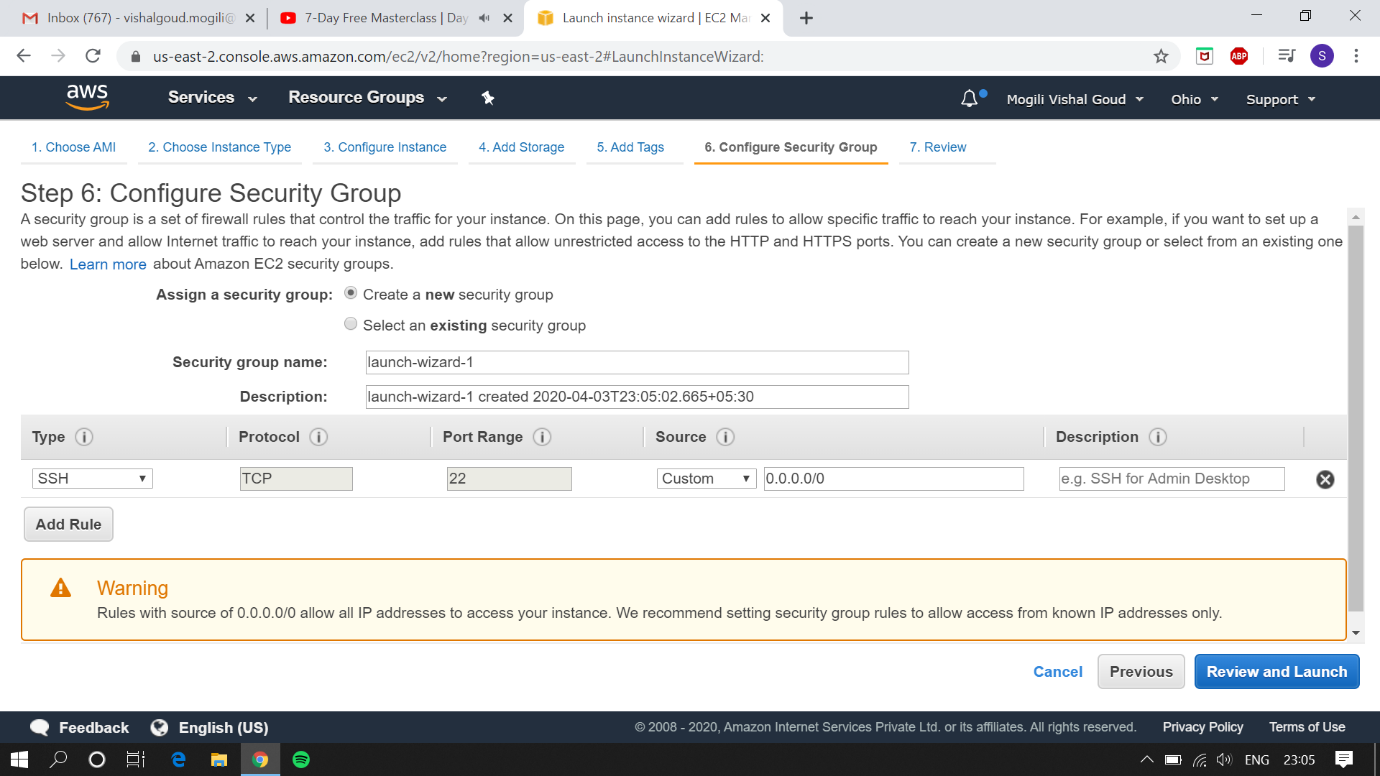 Inbox (767) - vishalgoud.mogili@
7-Day Free Masterclass | Day
Launch instance wizard | EC2 Man
us-east-2.console.aws.amazon.com/ec2/v2/home?region=us-east-2#LaunchInstanceWizard:
ABP
S
aws
Services
Resource Groups
Mogili Vishal Goud
Ohio
Support
1. Choose AMI
2. Choose Instance Type
3. Configure Instance
4. Add Storage
5. Add Tags
6. Configure Security Group
7. Review
Step 6: Configure Security Group
A security group is a set of firewall rules that control the traffic for your instance. On this page, you can add rules to allow specific traffic to reach your instance. For example, if you want to set up a
web server and allow Internet traffic to reach your instance, add rules that allow unrestricted access to the HTTP and HTTPS ports. You can create a new security group or select from an existing one
below. Learn more about Amazon EC2 security groups.
Assign a security group: Create a new security group
Select an existing security group
Security group name: launch-wizard-1
Description: launch-wizard-1 created 2020-04-03T23:05:02.665+05:30
Type i Protocol i Port Range i Source i Description i
SSH TCP 22 Custom 0.0.0.0/0 e.g. SSH for Admin Desktop
Add Rule
Warning
Rules with source of 0.0.0.0/0 allow all IP addresses to access your instance. We recommend setting security group rules to allow access from known IP addresses only.
Cancel Previous Review and Launch
Feedback English (US) © 2008 - 2020, Amazon Internet Services Private Ltd. or its affiliates. All rights reserved. Privacy Policy Terms of Use
ENG 23:05